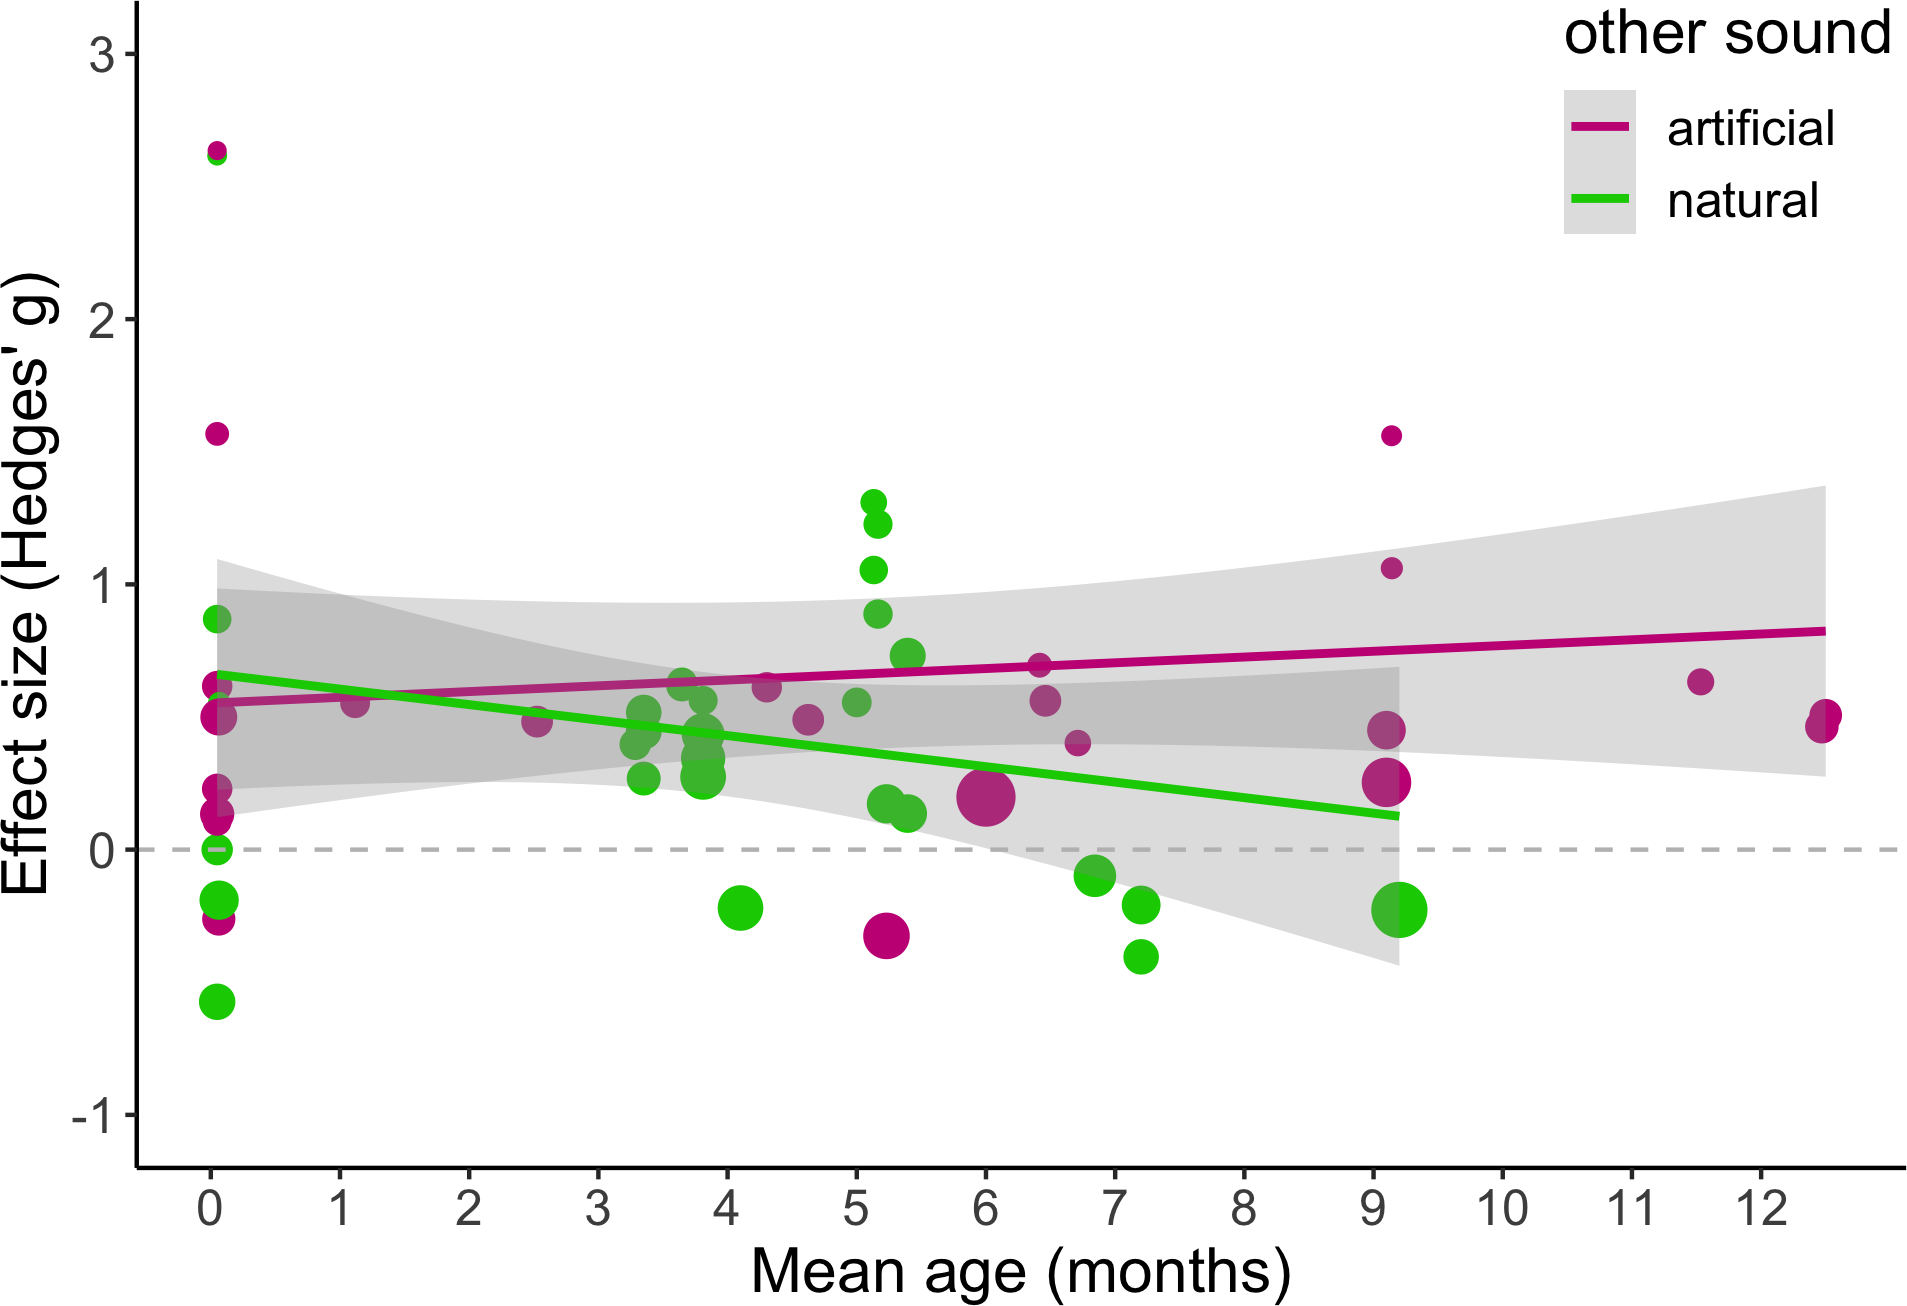 other sound
artificial
natural
Effect size (Hedges' g)
3
2
1
0
-1
0 1 2 3 4 5 6 7 8 9 10 11 12
Mean age (months)